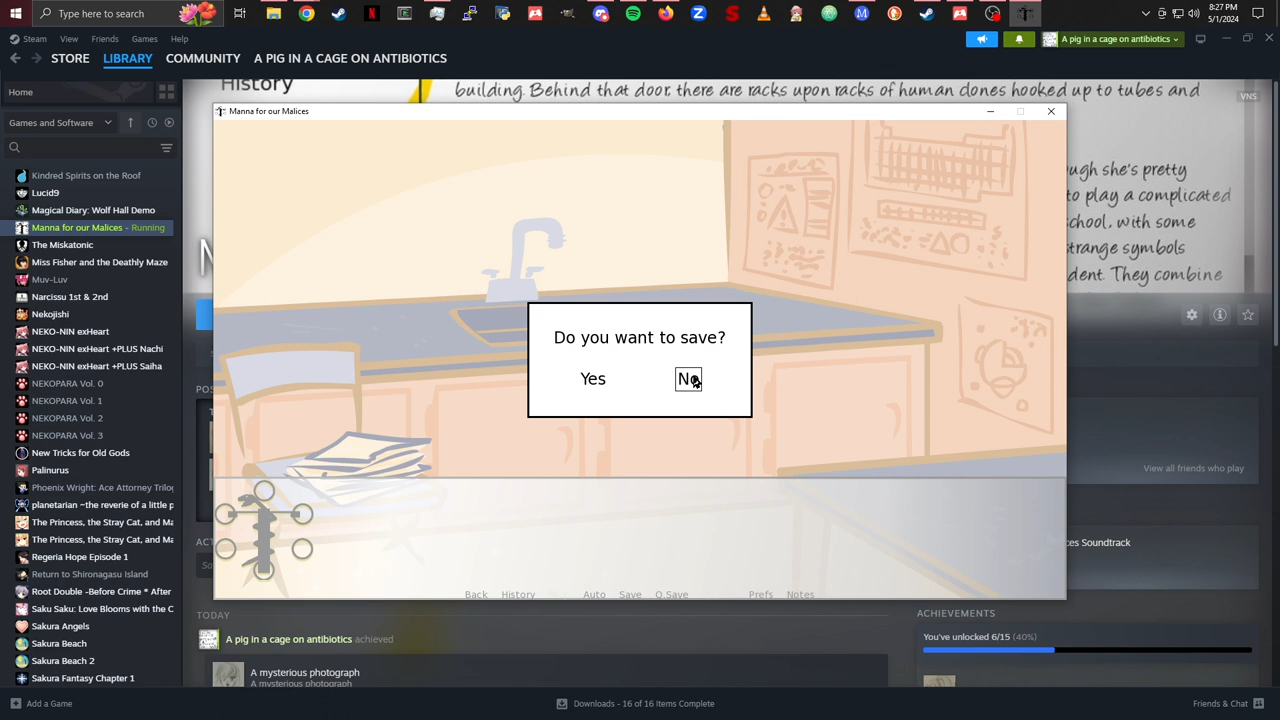 Type here to search
8:27 PM
5/1/2024
Steam View Friends Games Help
A pig in a cage on antibiotics
STORE LIBRARY COMMUNITY A PIG IN A CAGE ON ANTIBIOTICS
Home
History
building. Behind that door, there are racks upon racks of human clones hooked up to tubes and
VNS
Manna for our Malices
Games and Software
Kindred Spirits on the Roof
Lucid9
Magical Diary: Wolf Hall Demo
Manna for our Malices - Running
The Miskatonic
Miss Fisher and the Deathly Maze
Muv-Luv
Narcissu 1st & 2nd
Nekojishi
NEKO-NIN exHeart
NEKO-NIN exHeart +PLUS Nachi
NEKO-NIN exHeart +PLUS Saiha
NEKOPARA Vol. 0
NEKOPARA Vol. 1
NEKOPARA Vol. 2
NEKOPARA Vol. 3
New Tricks for Old Gods
Palinurus
Phoenix Wright: Ace Attorney Trilog
planetarian ~the reverie of a little p
The Princess, the Stray Cat, and Ma
The Princess, the Stray Cat, and Ma
Regeria Hope Episode 1
Return to Shironagasu Island
Root Double -Before Crime * After
Saku Saku: Love Blooms with the C
Sakura Angels
Sakura Beach
Sakura Beach 2
Sakura Fantasy Chapter 1
ugh she's pretty
to play a complicated
school, with some
trange symbols
dent. They combine
Do you want to save?
Yes No
View all friends who play
ces Soundtrack
Back History Auto Save Q.Save Prefs Notes
TODAY
A pig in a cage on antibiotics achieved
A mysterious photograph
A mysterious photograph
ACHIEVEMENTS
You've unlocked 6/15 (40%)
Add a Game
Downloads - 16 of 16 Items Complete
Friends & Chat